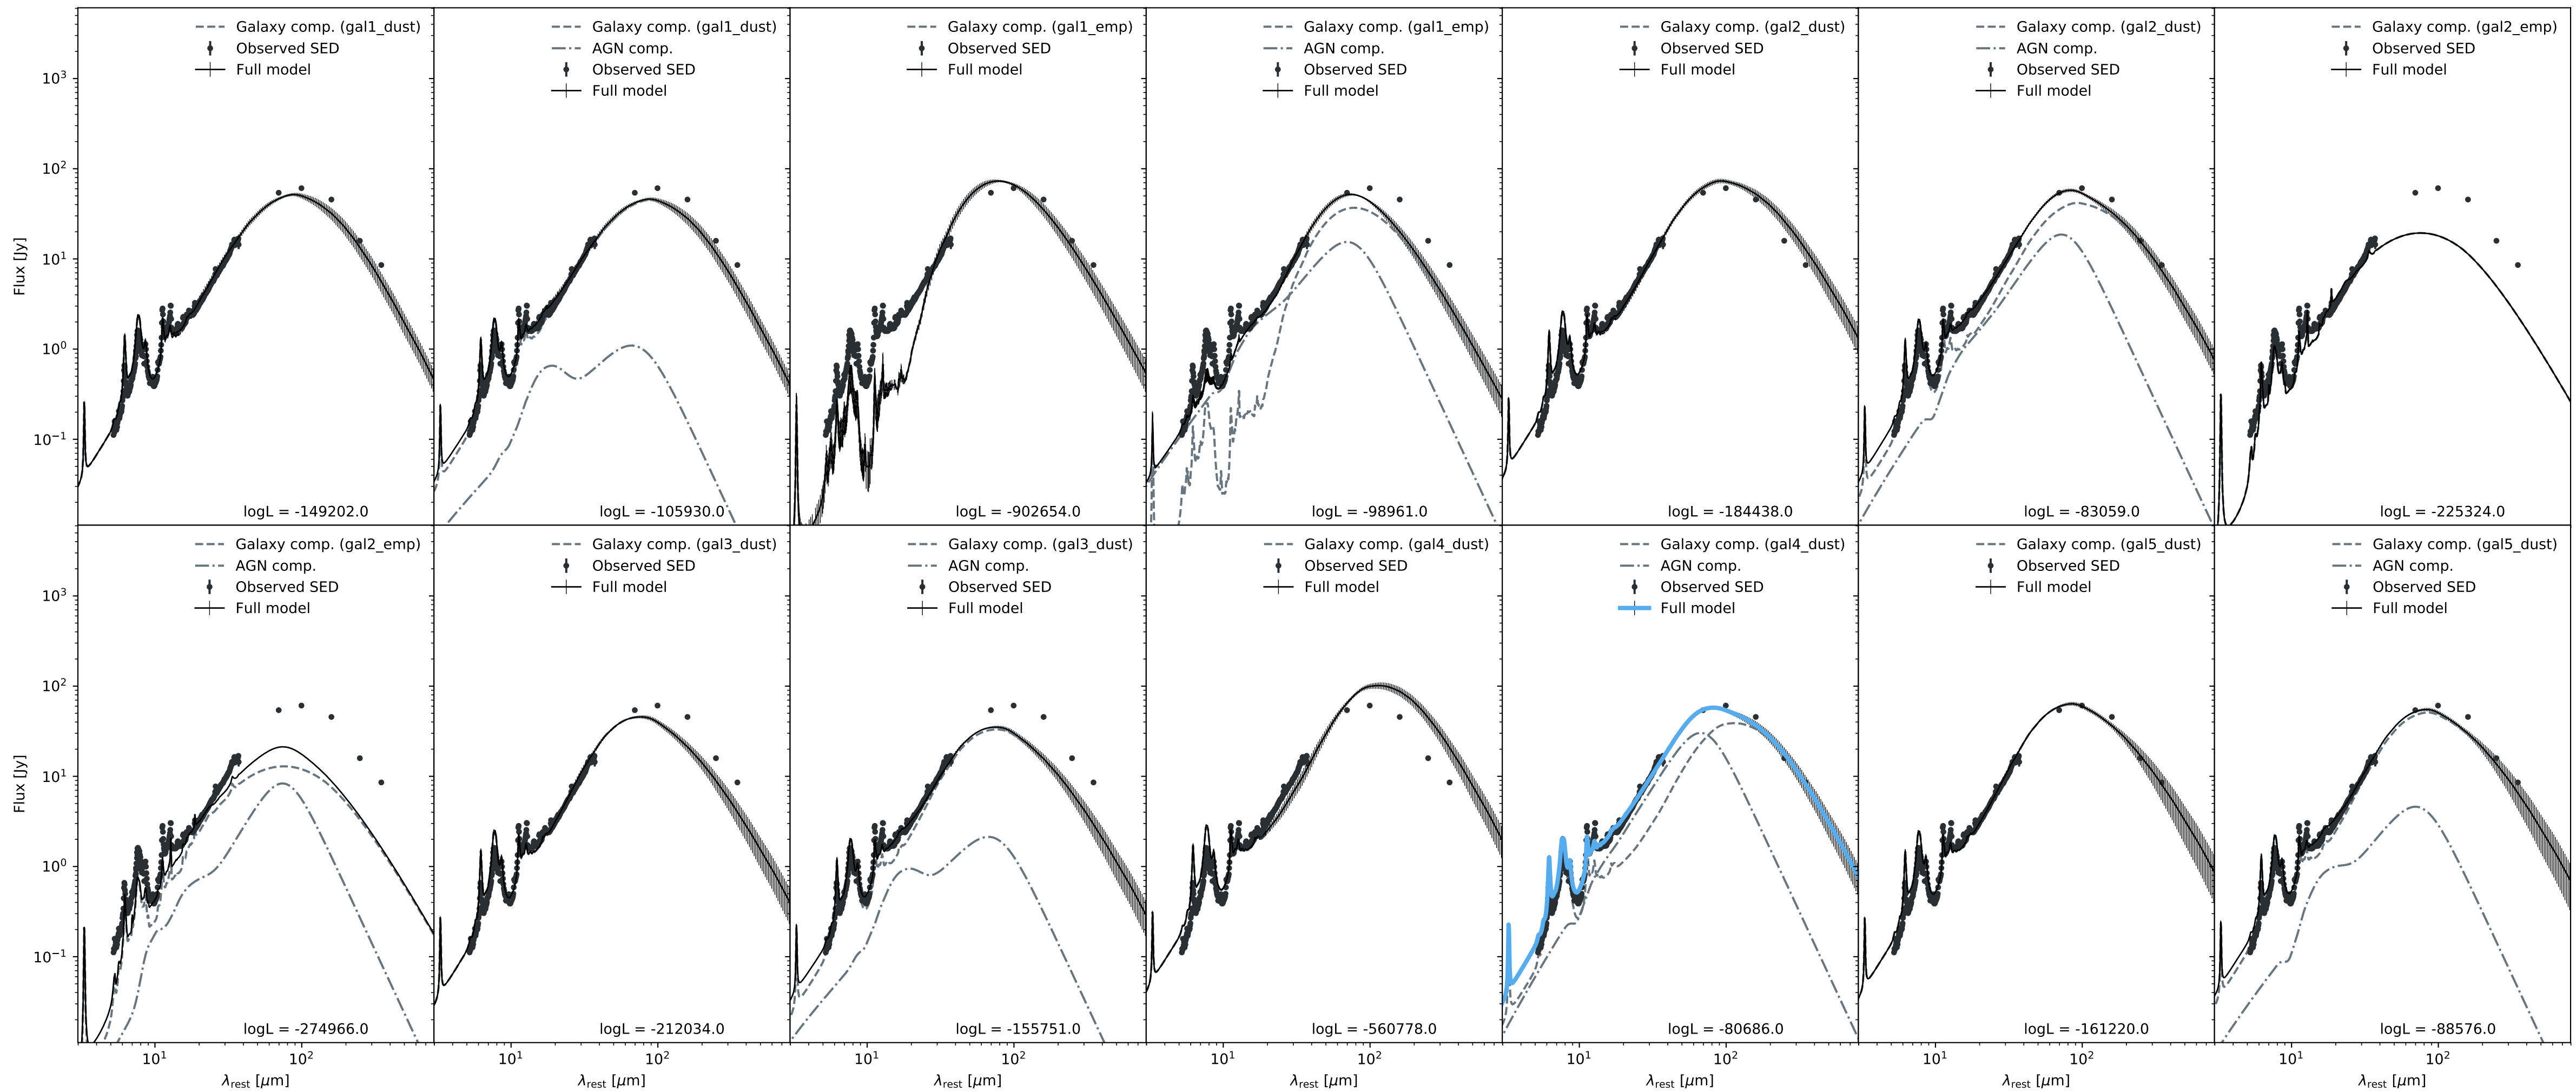 Galaxy comp. (gal1_dust)
Observed SED
Full model
logL = -149202.0
Galaxy comp. (gal1_dust)
AGN comp.
Observed SED
Full model
logL = -105930.0
Galaxy comp. (gal1_emp)
Observed SED
Full model
logL = -902654.0
Galaxy comp. (gal1_emp)
AGN comp.
Observed SED
Full model
logL = -98961.0
Galaxy comp. (gal2_dust)
Observed SED
Full model
logL = -184438.0
Galaxy comp. (gal2_dust)
AGN comp.
Observed SED
Full model
logL = -83059.0
Galaxy comp. (gal2_emp)
Observed SED
Full model
logL = -225324.0
Flux [Jy]
10³
10²
10¹
10⁰
10⁻¹
Galaxy comp. (gal2_emp)
AGN comp.
Observed SED
Full model
logL = -274966.0
Galaxy comp. (gal3_dust)
Observed SED
Full model
logL = -212034.0
Galaxy comp. (gal3_dust)
AGN comp.
Observed SED
Full model
logL = -155751.0
Galaxy comp. (gal4_dust)
Observed SED
Full model
logL = -560778.0
Galaxy comp. (gal4_dust)
AGN comp.
Observed SED
Full model
logL = -80686.0
Galaxy comp. (gal5_dust)
Observed SED
Full model
logL = -161220.0
Galaxy comp. (gal5_dust)
AGN comp.
Observed SED
Full model
logL = -88576.0
Flux [Jy]
10³
10²
10¹
10⁰
10⁻¹
10¹ 10² 10¹ 10² 10¹ 10² 10¹ 10² 10¹ 10² 10¹ 10² 10¹ 10²
λrest [μm] λrest [μm] λrest [μm] λrest [μm] λrest [μm] λrest [μm] λrest [μm]